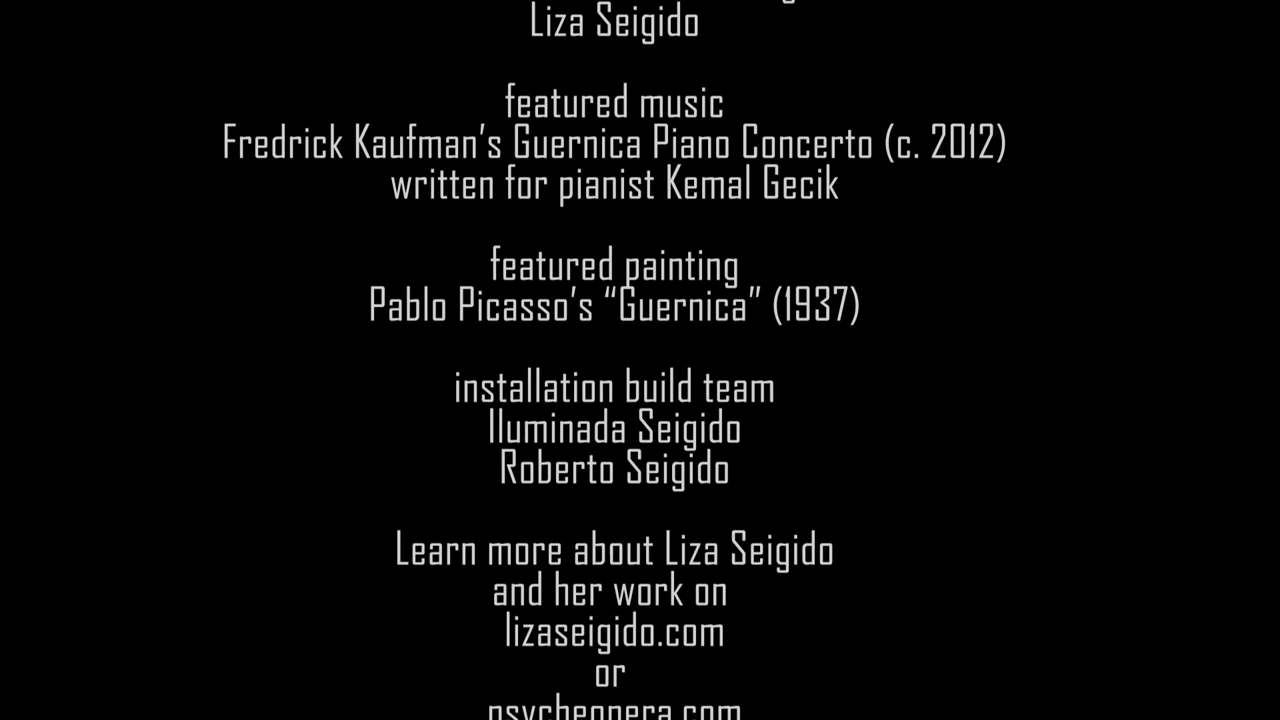 Liza Seigido
featured music
Fredrick Kaufman's Guernica Piano Concerto (c. 2012)
written for pianist Kemal Gecik
featured painting
Pablo Picasso's “Guernica” (1937)
installation build team
Iluminada Seigido
Roberto Seigido
Learn more about Liza Seigido
and her work on
lizaseigido.com
or